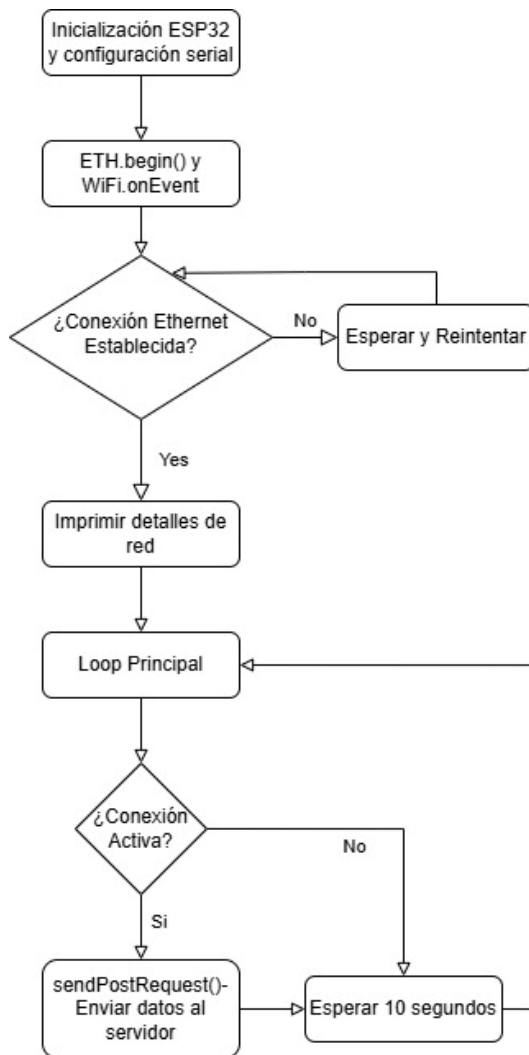 Inicialización ESP32
y configuración serial
ETH.begin() y
WiFi.onEvent
¿Conexión Ethernet
Establecida?
No
Esperar y Reintentar
Yes
Imprimir detalles de
red
Loop Principal
¿Conexión
Activa?
No
Si
sendPostRequest()-
Enviar datos al
servidor
Esperar 10 segundos